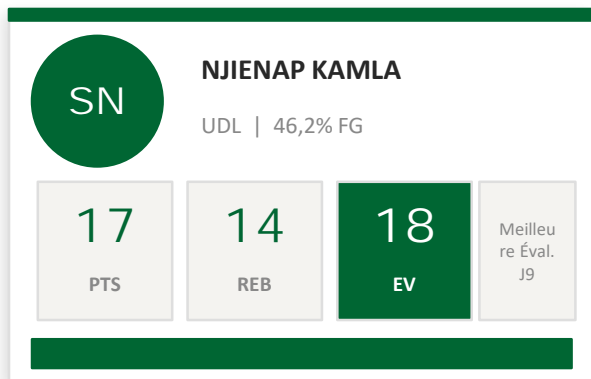 SN
NJIENAP KAMLA
UDL | 46,2% FG
17
PTS
14
REB
18
EV
Meilleu
re Éval.
J9